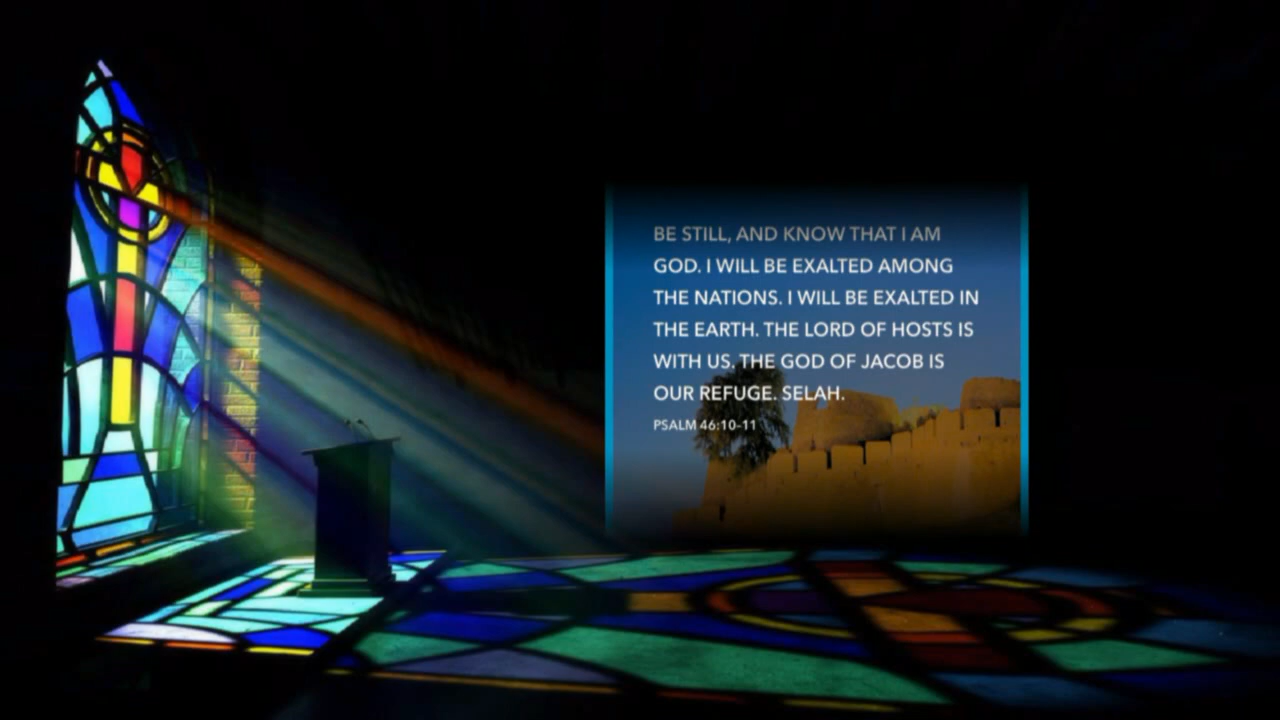 BE STILL, AND KNOW THAT I AM
GOD. I WILL BE EXALTED AMONG
THE NATIONS. I WILL BE EXALTED IN
THE EARTH. THE LORD OF HOSTS IS
WITH US. THE GOD OF JACOB IS
OUR REFUGE. SELAH.
PSALM 46:10-11